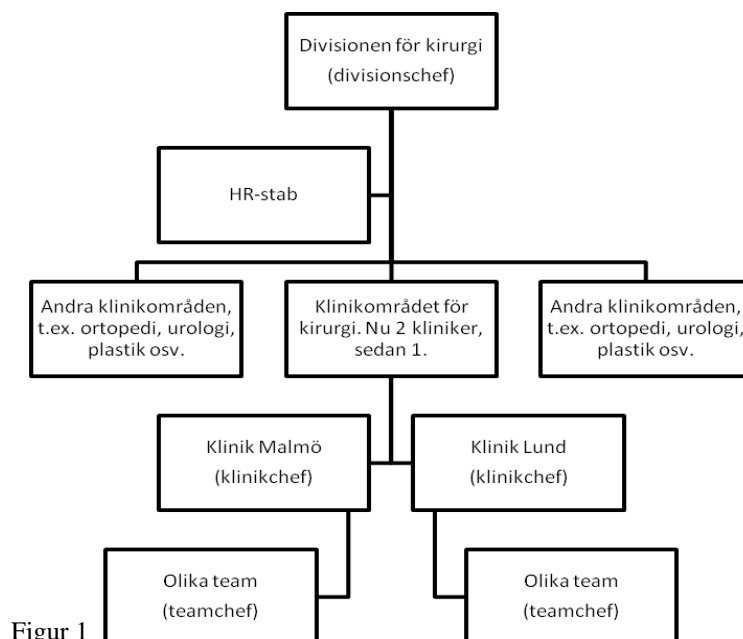 Divisionen för kirurgi
(divisionschef)
HR-stab
Andra klinikområden,
t.ex. ortopedi, urologi,
plastik osv.
Klinikområdet för
kirurgi. Nu 2 kliniker,
sedan 1.
Andra klinikområden,
t.ex. ortopedi, urologi,
plastik osv.
Klinik Malmö
(klinikchef)
Klinik Lund
(klinikchef)
Olika team
(teamchef)
Olika team
(teamchef)
Figur 1